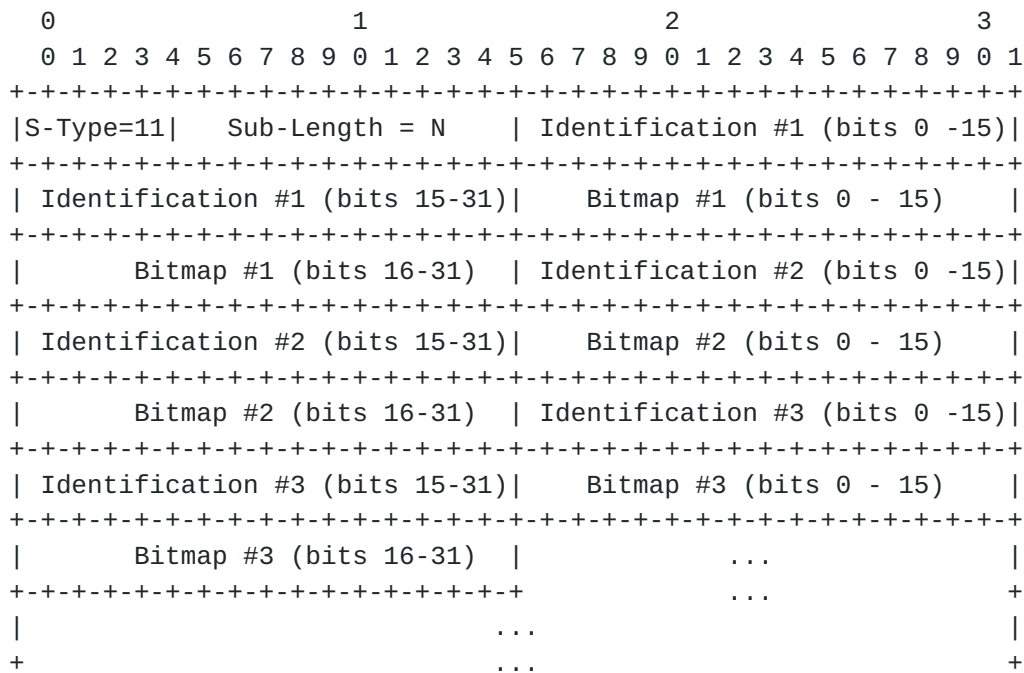 0                   1                   2                   3
  0 1 2 3 4 5 6 7 8 9 0 1 2 3 4 5 6 7 8 9 0 1 2 3 4 5 6 7 8 9 0 1
+-+-+-+-+-+-+-+-+-+-+-+-+-+-+-+-+-+-+-+-+-+-+-+-+-+-+-+-+-+-+-+-+
|S-Type=11|   Sub-Length = N    | Identification #1 (bits 0 -15)|
+-+-+-+-+-+-+-+-+-+-+-+-+-+-+-+-+-+-+-+-+-+-+-+-+-+-+-+-+-+-+-+-+
| Identification #1 (bits 15-31)|    Bitmap #1 (bits 0 - 15)    |
+-+-+-+-+-+-+-+-+-+-+-+-+-+-+-+-+-+-+-+-+-+-+-+-+-+-+-+-+-+-+-+-+
|       Bitmap #1 (bits 16-31)  | Identification #2 (bits 0 -15)|
+-+-+-+-+-+-+-+-+-+-+-+-+-+-+-+-+-+-+-+-+-+-+-+-+-+-+-+-+-+-+-+-+
| Identification #2 (bits 15-31)|    Bitmap #2 (bits 0 - 15)    |
+-+-+-+-+-+-+-+-+-+-+-+-+-+-+-+-+-+-+-+-+-+-+-+-+-+-+-+-+-+-+-+-+
|       Bitmap #2 (bits 16-31)  | Identification #3 (bits 0 -15)|
+-+-+-+-+-+-+-+-+-+-+-+-+-+-+-+-+-+-+-+-+-+-+-+-+-+-+-+-+-+-+-+-+
| Identification #3 (bits 15-31)|    Bitmap #3 (bits 0 - 15)    |
+-+-+-+-+-+-+-+-+-+-+-+-+-+-+-+-+-+-+-+-+-+-+-+-+-+-+-+-+-+-+-+-+
|       Bitmap #3 (bits 16-31)  |             ...               |
+-+-+-+-+-+-+-+-+-+-+-+-+-+-+-+-+             ...               +
|                              ...                              |
+                              ...                              +